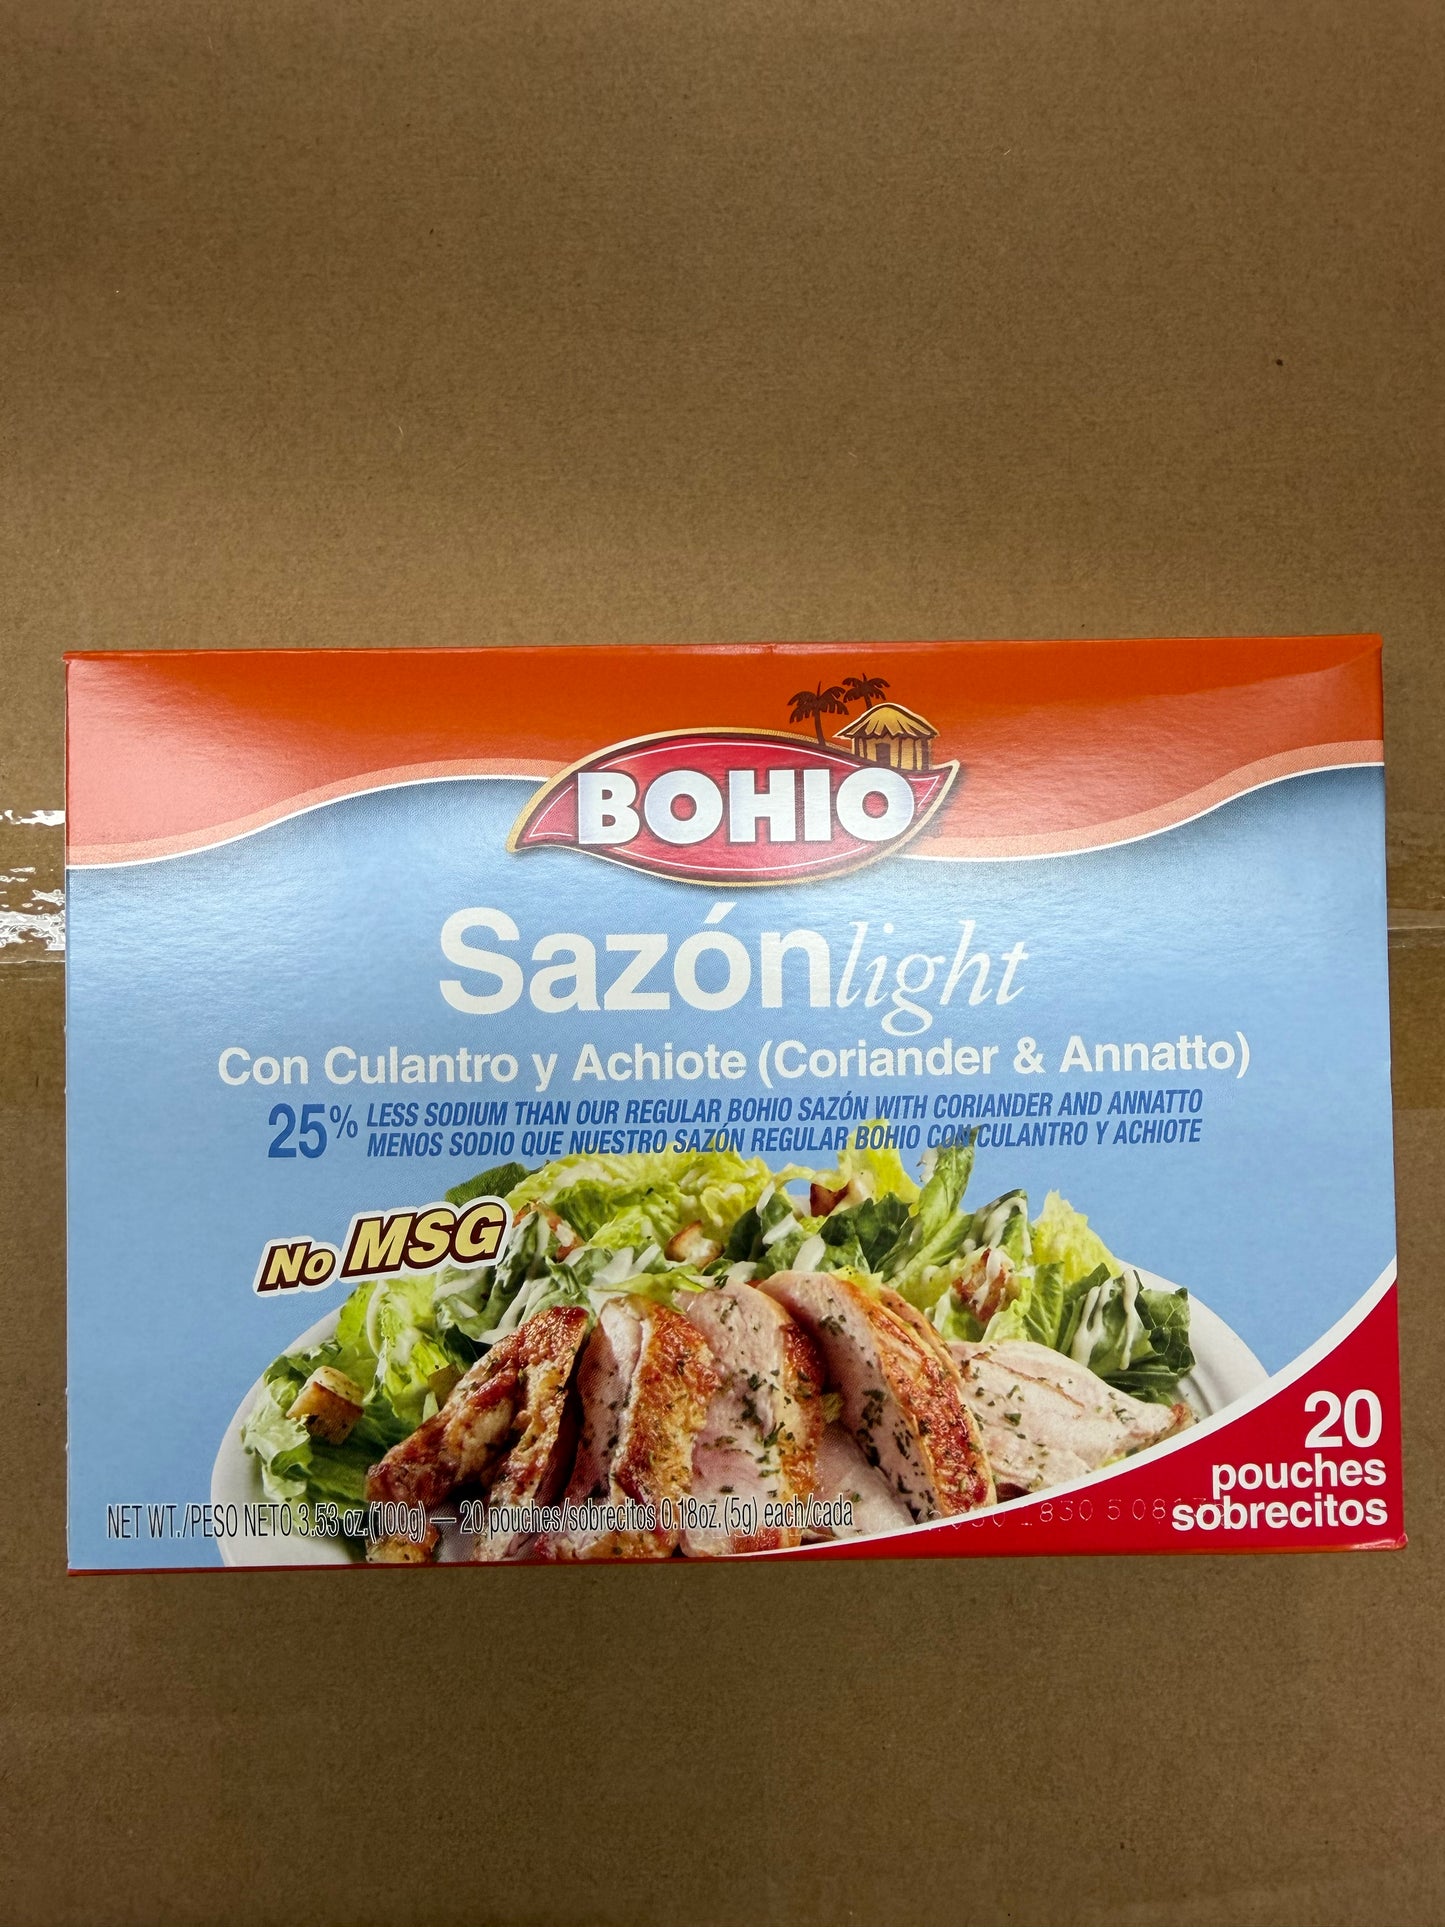 BOHIO
Sazón light
Con Culantro y Achiote (Coriander & Annatto)
25% LESS SODIUM THAN OUR REGULAR BOHIO SAZÓN WITH CORIANDER AND ANNATTO
MENOS SODIO QUE NUESTRO SAZÓN REGULAR BOHIO CON CULANTRO Y ACHIOTE
No MSG
20
pouches
sobrecitos
NET WT./PESO NETO 3.53 oz.(100g) — 20 pouches/sobrecitos 0.18oz.(5g) each/cada